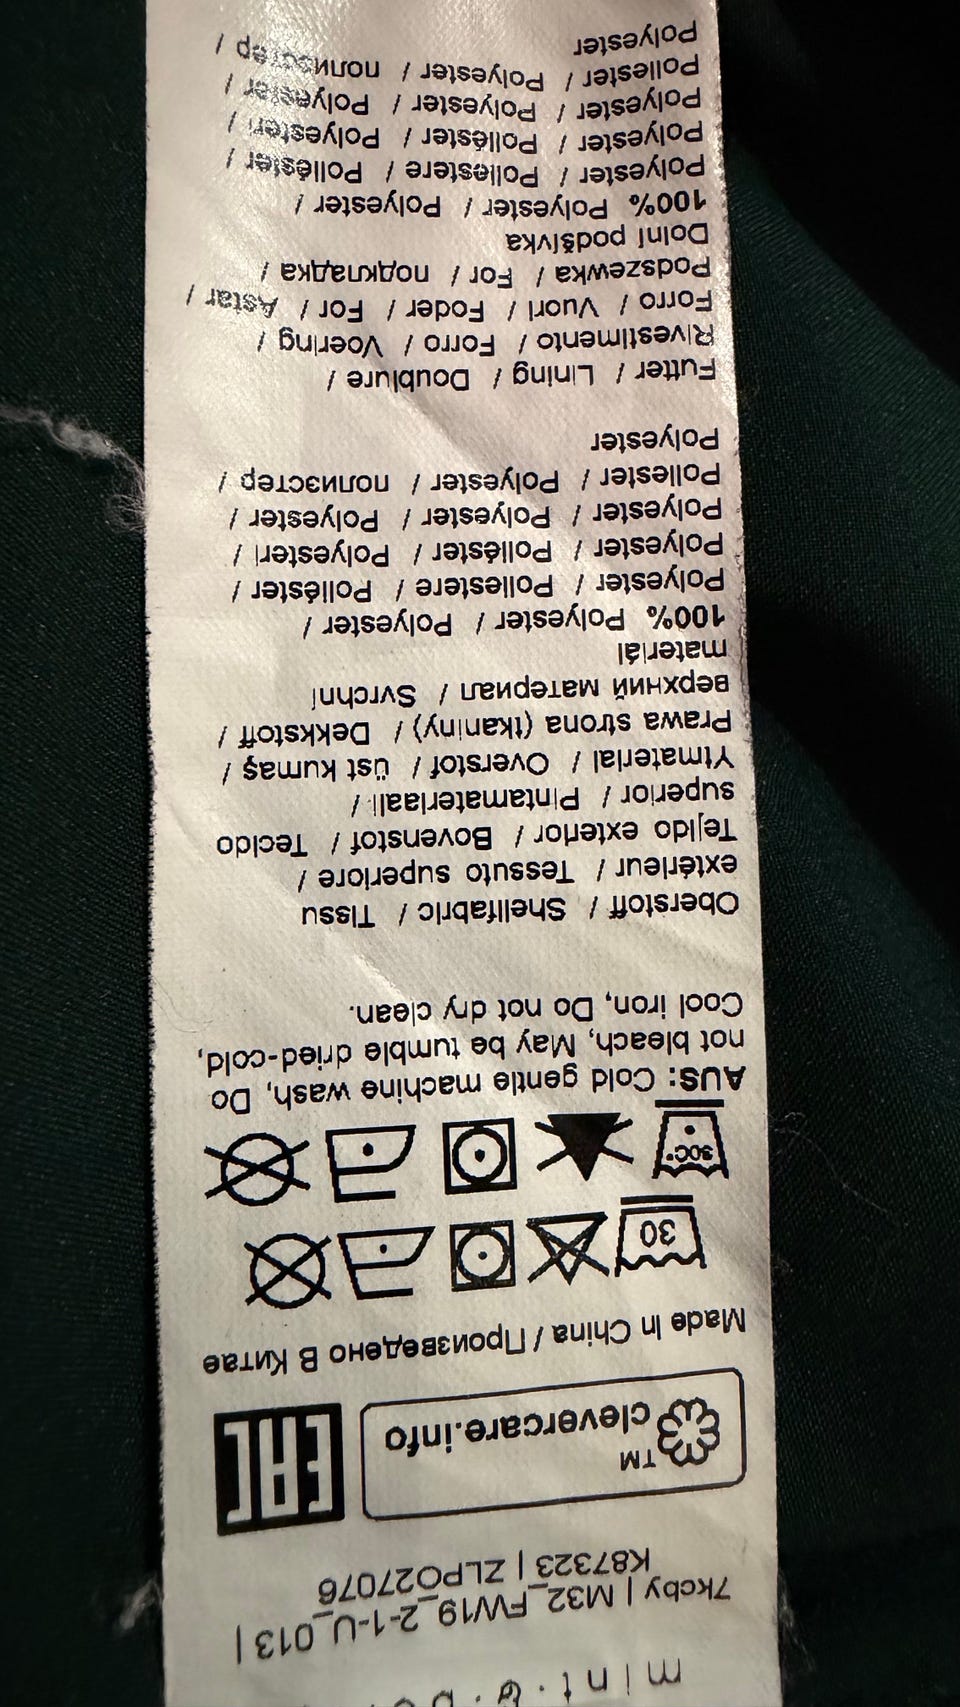 mint &
7kcby | M32_FW19_2-1-U_013 |
K87323 | ZLPO27076
clevercare.info TM
EAC
Made In China / Произведено В Китае
30
30C°
AUS: Cold gentle machine wash, Do
not bleach, May be tumble dried-cold,
Cool iron, Do not dry clean.
Oberstoff / Shellfabric / Tissu
extérieur / Tessuto superiore /
Tejido exterior / Bovenstof / Tecido
superior / Pintamateriaali /
Ytmaterial / Overstof / üst kumaş /
Prawa strona (tkaniny) / Dekkstoff /
верхний материал / Svrchní
materiál
100% Polyester / Polyester /
Polyester / Poliestere / Poliéster /
Polyester / Poliéster / Polyesteri /
Polyester / Polyester / Polyester /
Poliester / Polyester / полиэстер /
Polyester
Futter / Lining / Doublure /
Rivestimento / Forro / Voering /
Forro / Vuori / Foder / For / Astar /
Podszewka / For / подкладка /
Dolní podšívka
100% Polyester / Polyester /
Polyester / Poliestere / Poliéster /
Polyester / Poliéster / Polyesteri /
Polyester / Polyester / Polyester /
Poliester / Polyester / полиэстер /
Polyester